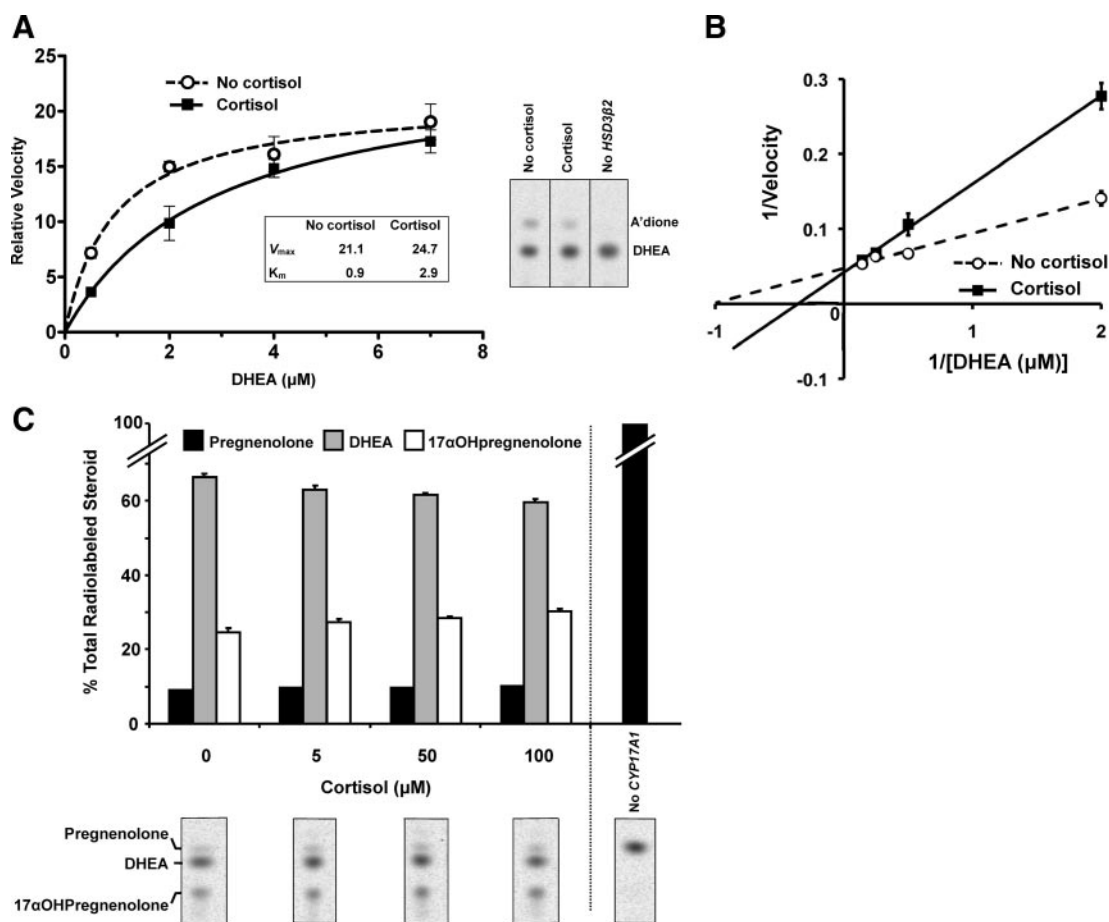 A
25
20
15
10
5
0
0 2 4 6 8
Relative Velocity
DHEA (µM)
No cortisol
Cortisol
No cortisol Cortisol
Vmax 21.1 24.7
Km 0.9 2.9
No cortisol
Cortisol
No HSD3β2
A'dione
DHEA
B
0.3
0.2
0.1
0
-0.1
-1 1 2
1/Velocity
1/[DHEA (µM)]
No cortisol
Cortisol
C
100
60
40
20
0
% Total Radiolabeled Steroid
Pregnenolone DHEA 17αOHpregnenolone
0 5 50 100
Cortisol (µM)
No CYP17A1
Pregnenolone
DHEA
17αOHPregnenolone